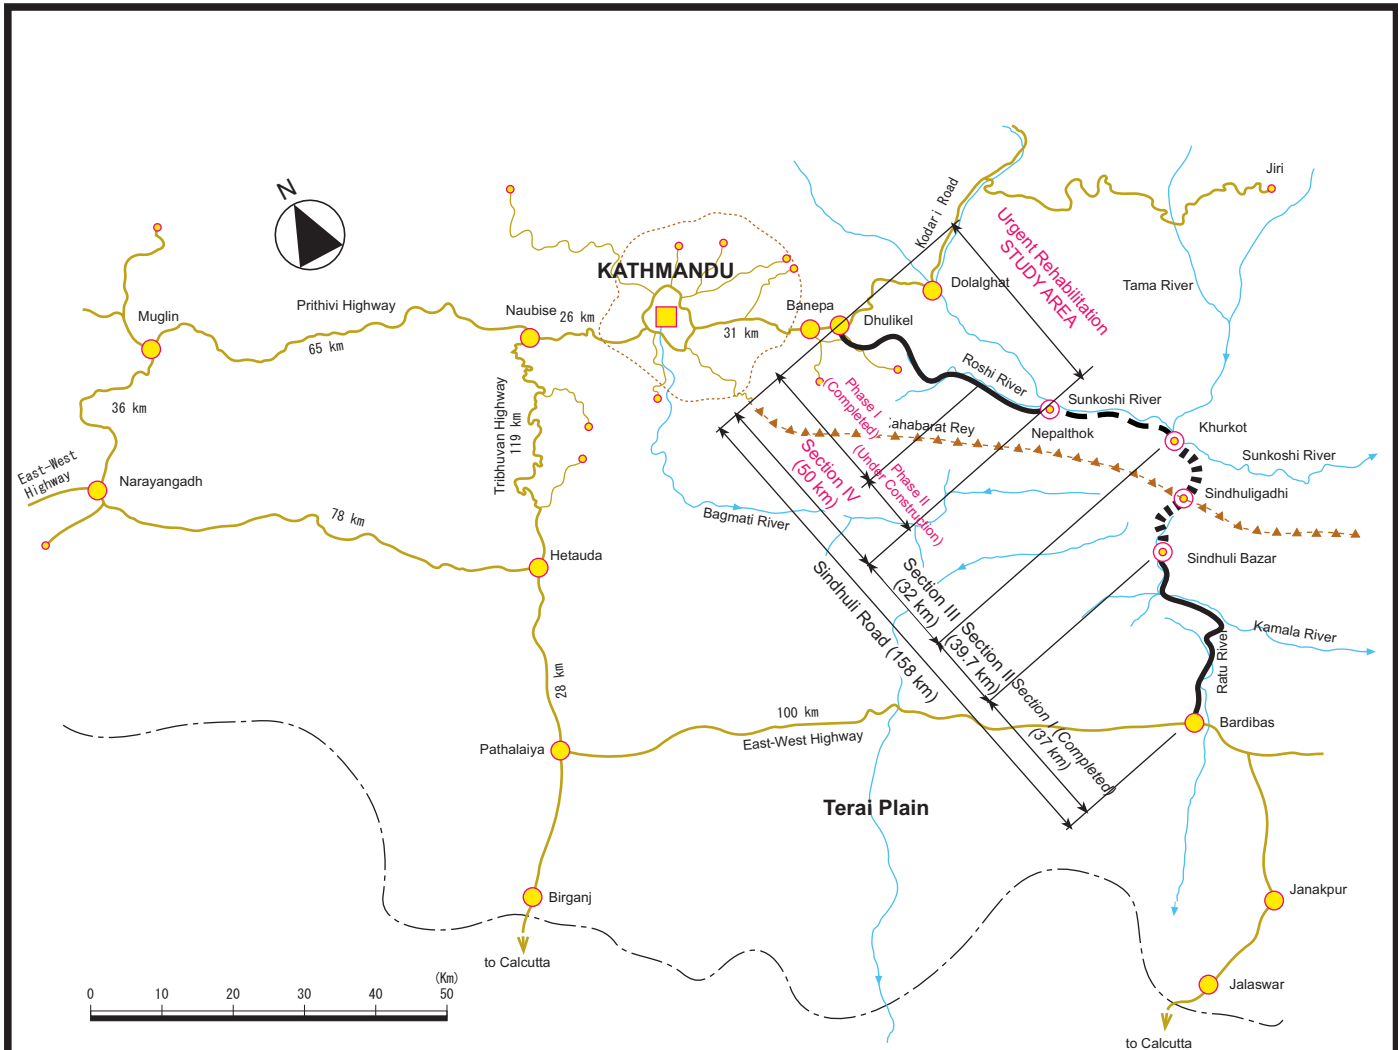 N
Jiri
Kodari Road
Urgent Rehabilitation
STUDY AREA
KATHMANDU
Dolalghat
Tama River
Prithivi Highway
Muglin
Naubise
26 km
Banepa
Dhulikel
31 km
65 km
Roshi River
Sunkoshi River
Phase I
(Completed)
36 km
Tribhuvan Highway
119 km
ahabarat Rey
Nepalthok
Khurkot
Sunkoshi River
East-West
Highway
Narayangadh
Section IV
(50 km)
Phase II
(Under Construction)
Sindhuligadhi
78 km
Bagmati River
Hetauda
Sindhuli Bazar
Section III
(32 km)
Sindhuli Road (158 km)
Section II
(39.7 km)
Kamala River
Ratu River
28 km
Section I (Completed)
(37 km)
100 km
East-West Highway
Bardibas
Pathalaiya
Terai Plain
Birganj
Janakpur
to Calcutta
Jalaswar
(Km)
0 10 20 30 40 50
to Calcutta